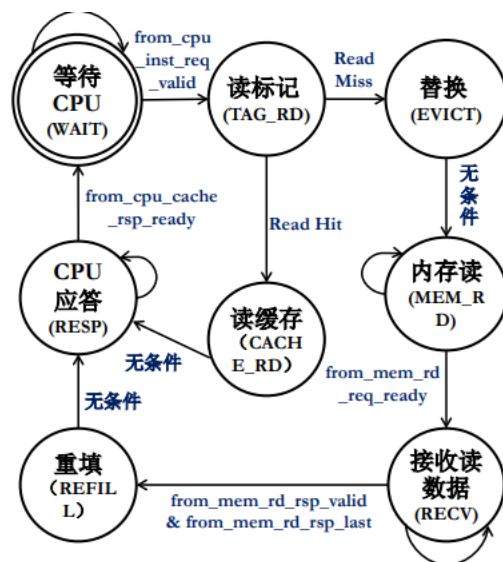 等待
CPU
(WAIT)
from_cpu
_inst_req
_valid
读标记
(TAG_RD)
Read
Miss
替换
(EVICT)
from_cpu_cache
_rsp_ready
Read Hit
无条件
CPU
应答
(RESP)
无条件
读缓存
（CACH
E_RD）
内存读
(MEM_R
D)
from_mem_rd
_req_ready
无条件
重填
（REFIL
L）
from_mem_rd_rsp_valid
& from_mem_rd_rsp_last
接收读
数据
(RECV)